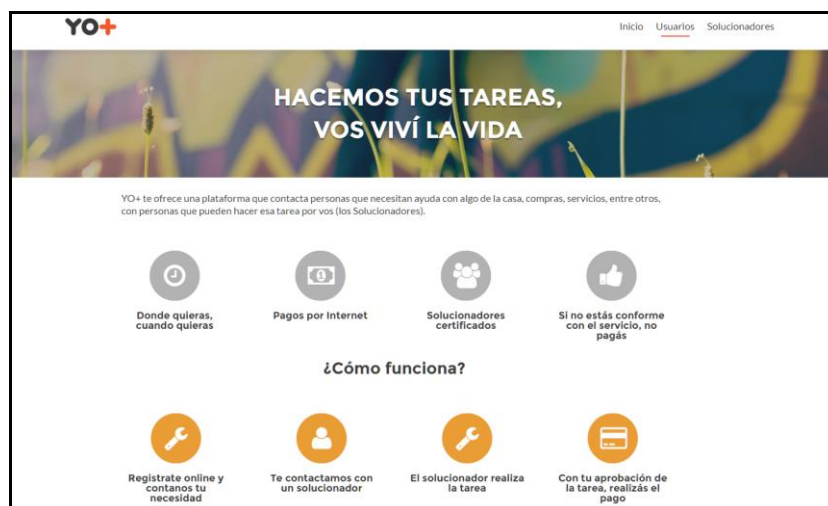 YO+
Inicio Usuarios Solucionadores
HACEMOS TUS TAREAS,
VOS VIVÍ LA VIDA
YO+ te ofrece una plataforma que contacta personas que necesitan ayuda con algo de la casa, compras, servicios, entre otros,
con personas que pueden hacer esa tarea por vos (los Solucionadores).
Donde quieras,
cuando quieras
Pagos por Internet
Solucionadores
certificados
Si no estás conforme
con el servicio, no
pagás
¿Cómo funciona?
Registrate online y
contanos tu
necesidad
Te contactamos con
un solucionador
El solucionador realiza
la tarea
Con tu aprobación de
la tarea, realizás el
pago